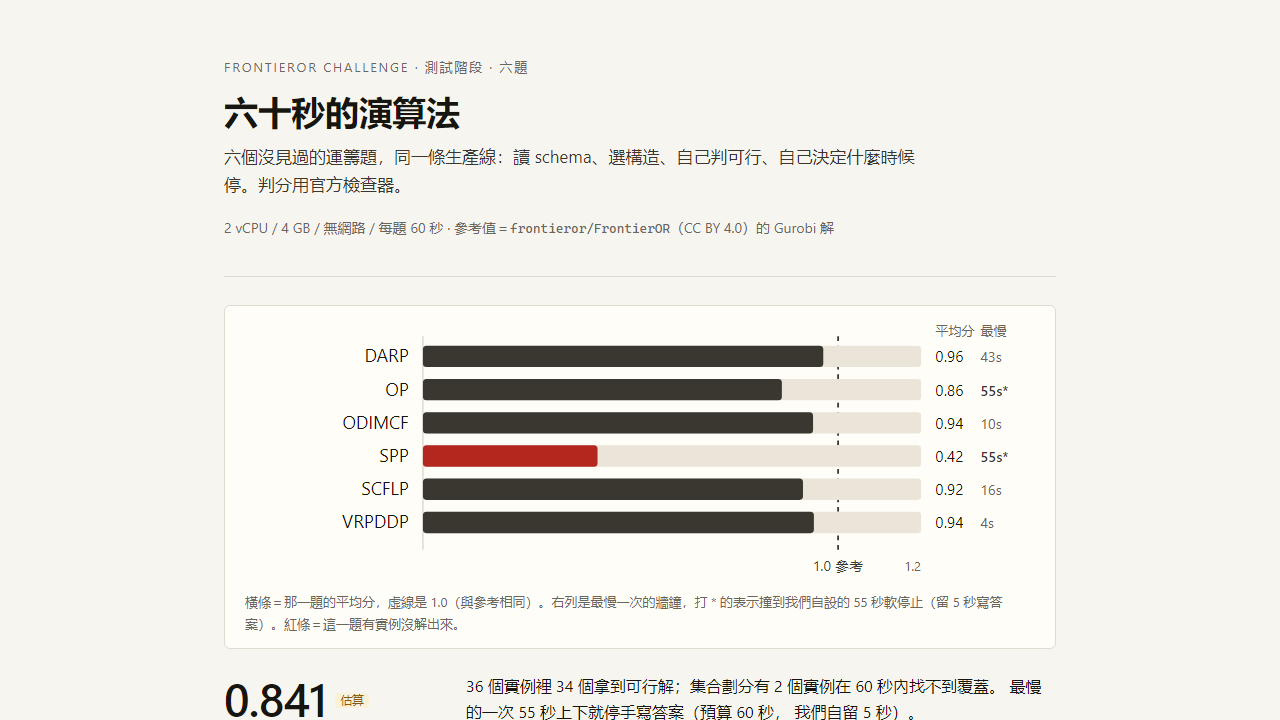 FRONTIEROR CHALLENGE · 測試階段 · 六題
六十秒的演算法
六個沒見過的運籌題，同一條生產線：讀 schema、選構造、自己判可行、自己決定什麼時候
停。判分用官方檢查器。
2 vCPU / 4 GB / 無網路 / 每題 60 秒 · 參考值 = frontieror/FrontierOR（CC BY 4.0）的 Gurobi 解
平均分 最慢
DARP 0.96 43s
OP 0.86 55s*
ODIMCF 0.94 10s
SPP 0.42 55s*
SCFLP 0.92 16s
VRPDDP 0.94 4s
1.0 參考 1.2
橫條 = 那一題的平均分，虛線是 1.0（與參考相同）。右列是最慢一次的牆鐘，打 * 的表示撞到我們自設的 55 秒軟停止（留 5 秒寫答
案）。紅條 = 這一題有實例沒解出來。
0.841 估算
36 個實例裡 34 個拿到可行解；集合劃分有 2 個實例在 60 秒內找不到覆蓋。 最慢
的一次 55 秒上下就停手寫答案（預算 60 秒， 我們自留 5 秒）。